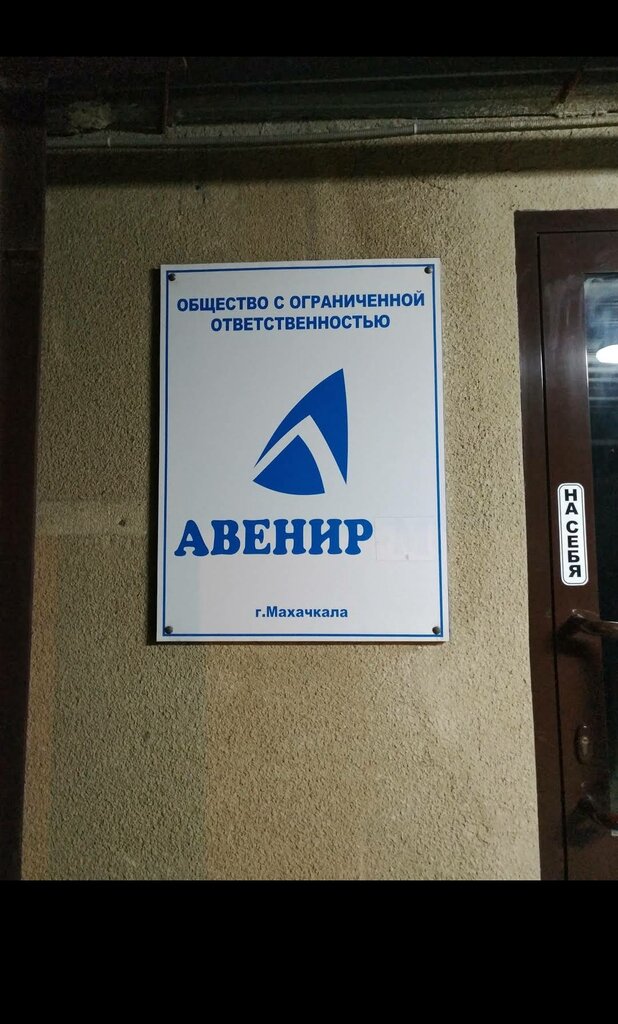 ОБЩЕСТВО С ОГРАНИЧЕННОЙ
ОТВЕТСТВЕННОСТЬЮ
АВЕНИР
г.Махачкала
НА СЕБЯ